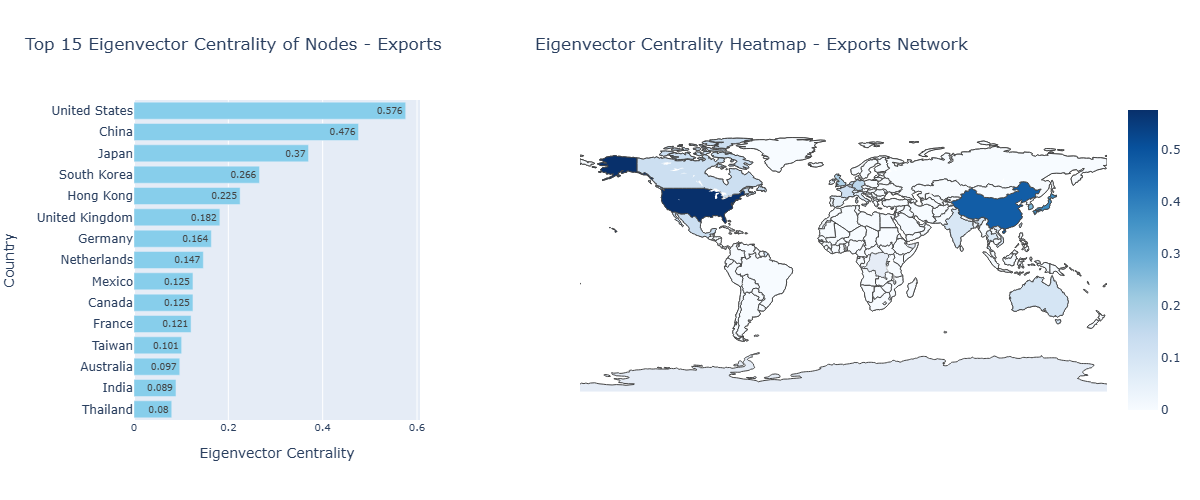 Top 15 Eigenvector Centrality of Nodes - Exports
Eigenvector Centrality Heatmap - Exports Network
Country
United States 0.576
China 0.476
Japan 0.37
South Korea 0.266
Hong Kong 0.225
United Kingdom 0.182
Germany 0.164
Netherlands 0.147
Mexico 0.125
Canada 0.125
France 0.121
Taiwan 0.101
Australia 0.097
India 0.089
Thailand 0.08
0 0.2 0.4 0.6
Eigenvector Centrality
0.5
0.4
0.3
0.2
0.1
0